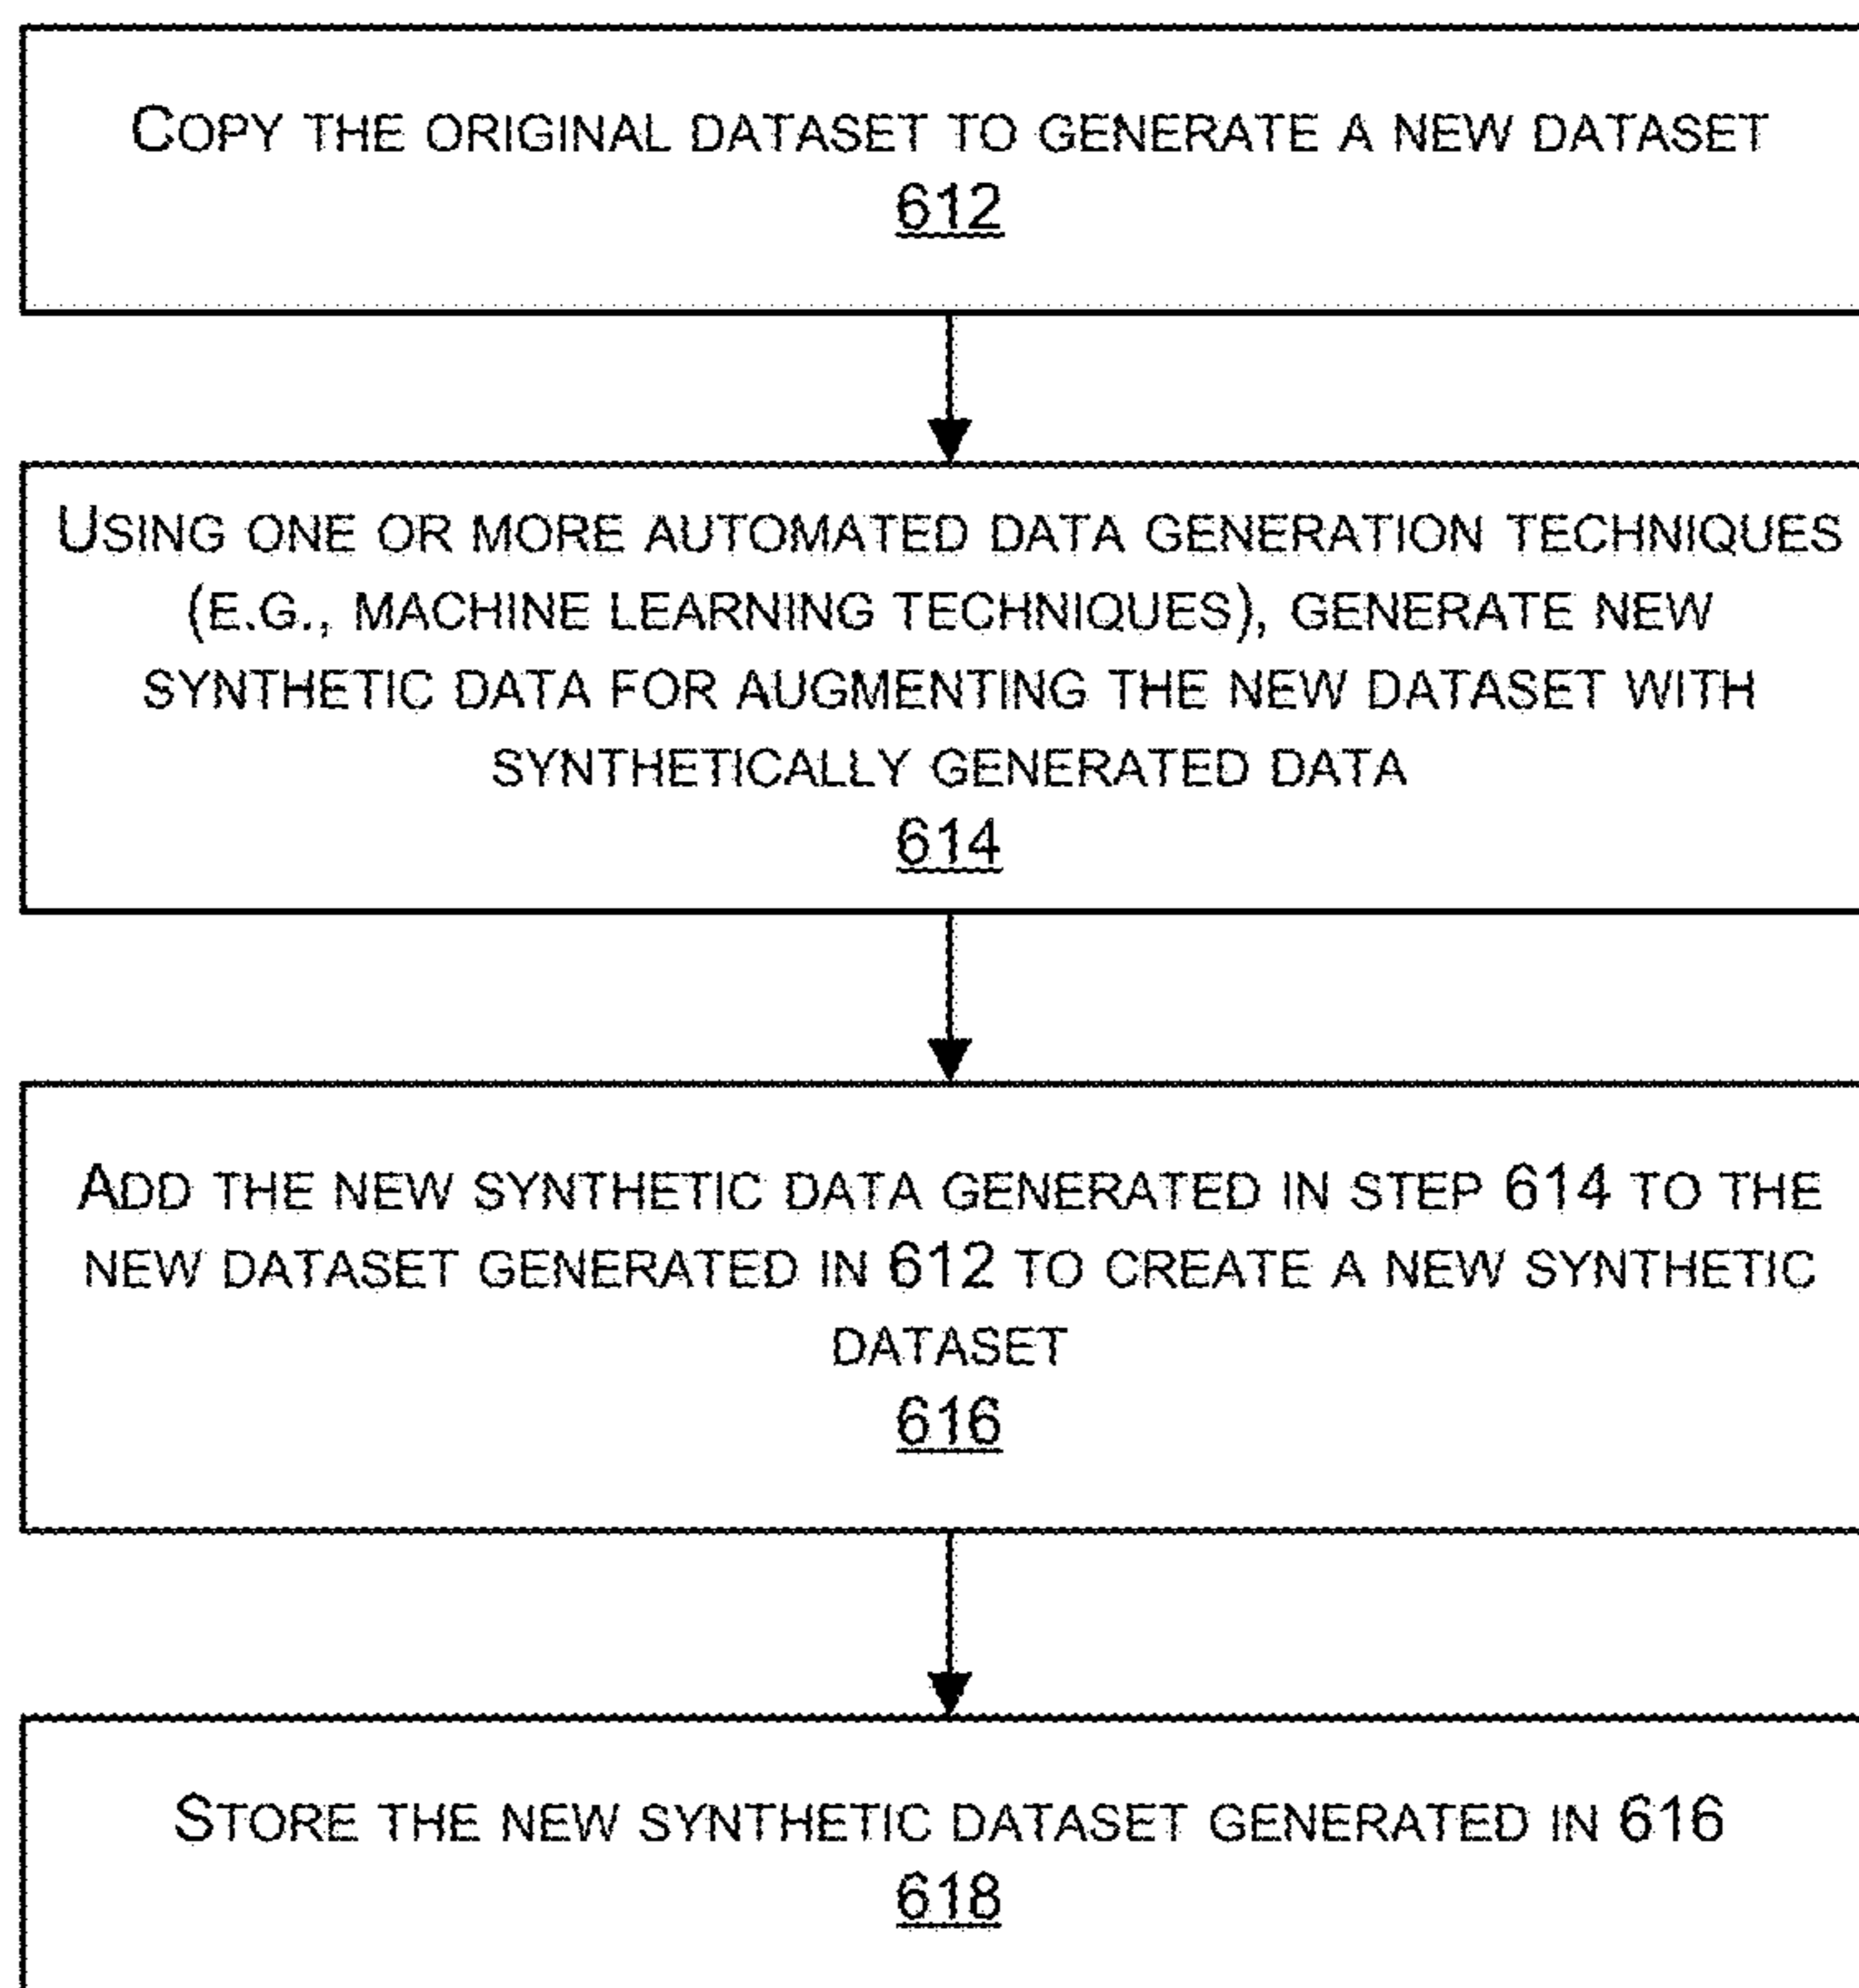 COPY THE ORIGINAL DATASET TO GENERATE A NEW DATASET
612
USING ONE OR MORE AUTOMATED DATA GENERATION TECHNIQUES
(E.G., MACHINE LEARNING TECHNIQUES), GENERATE NEW
SYNTHETIC DATA FOR AUGMENTING THE NEW DATASET WITH
SYNTHETICALLY GENERATED DATA
614
ADD THE NEW SYNTHETIC DATA GENERATED IN STEP 614 TO THE
NEW DATASET GENERATED IN 612 TO CREATE A NEW SYNTHETIC
DATASET
616
STORE THE NEW SYNTHETIC DATASET GENERATED IN 616
618